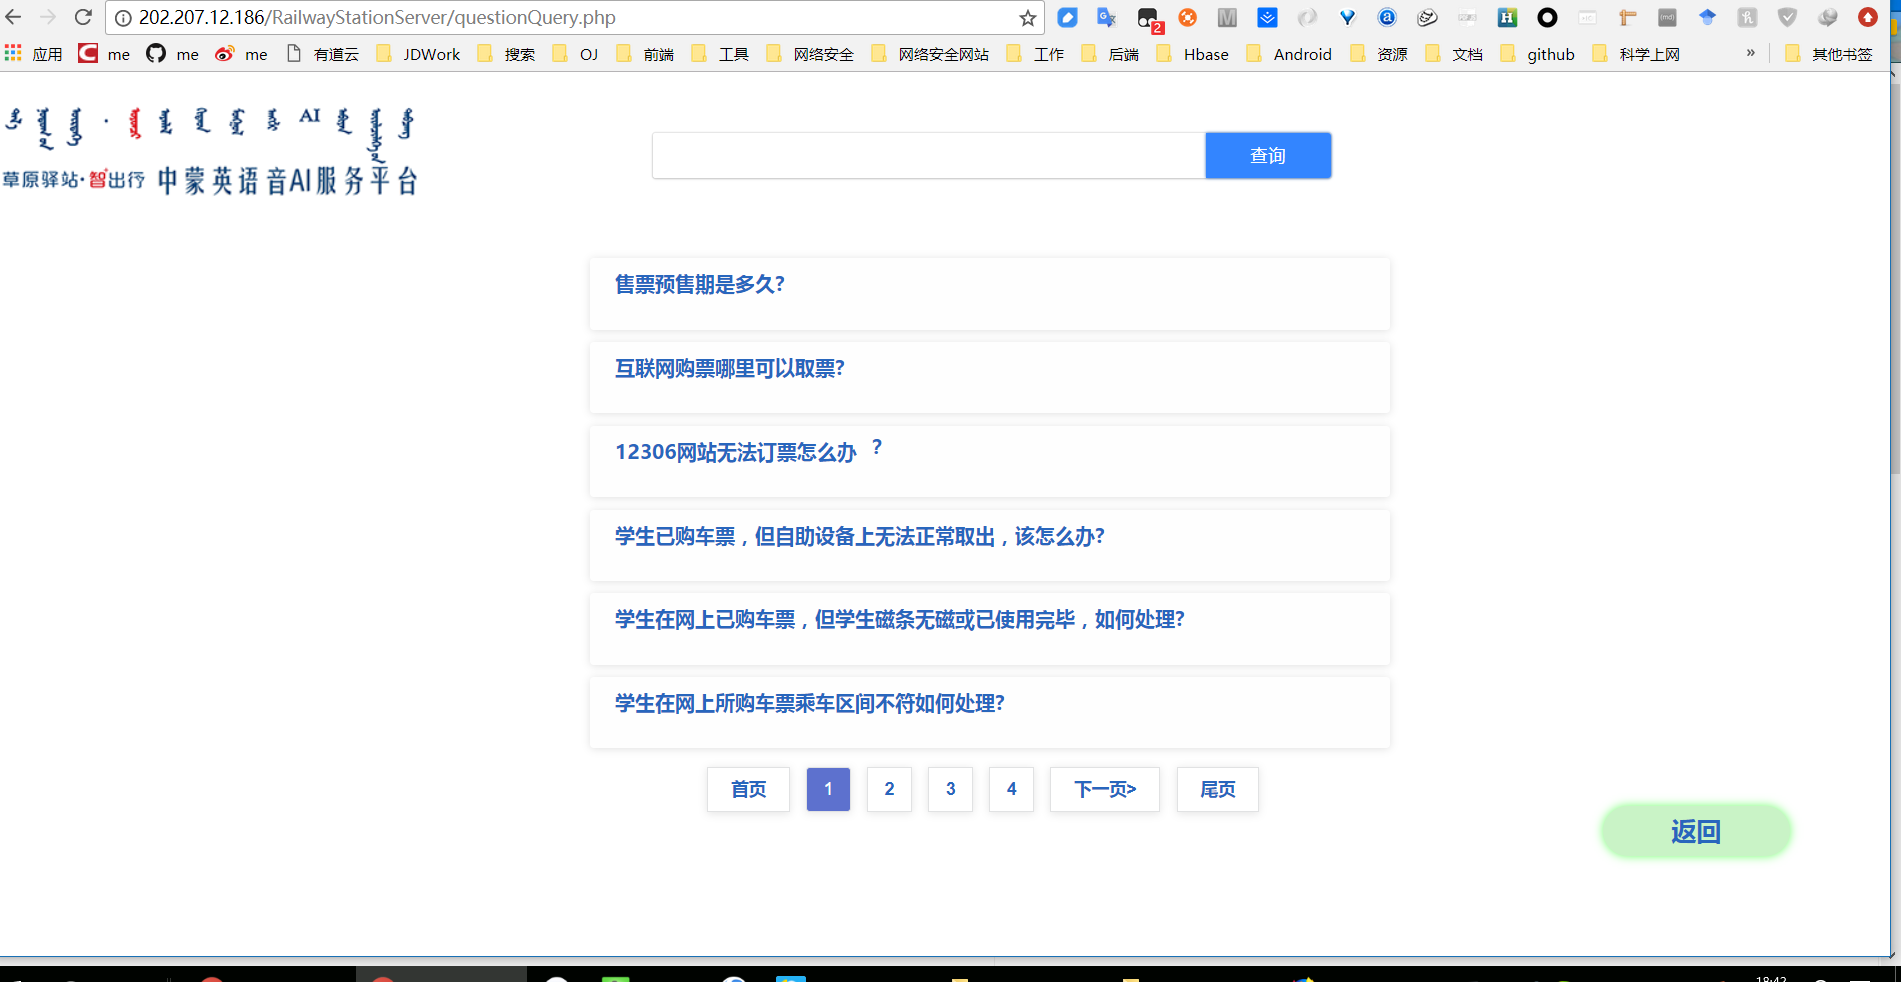 202.207.12.186/RailwayStationServer/questionQuery.php
2
应用 me me me 有道云 JDWork 搜索 OJ 前端 工具 网络安全 网络安全网站 工作 后端 Hbase Android 资源 文档 github 科学上网 » 其他书签
AI
草原驿站·智出行 中蒙英语音AI服务平台
查询
售票预售期是多久?
互联网购票哪里可以取票?
12306网站无法订票怎么办 ?
学生已购车票，但自助设备上无法正常取出，该怎么办?
学生在网上已购车票，但学生磁条无磁或已使用完毕，如何处理?
学生在网上所购车票乘车区间不符如何处理?
首页 1 2 3 4 下一页> 尾页
返回
18:42